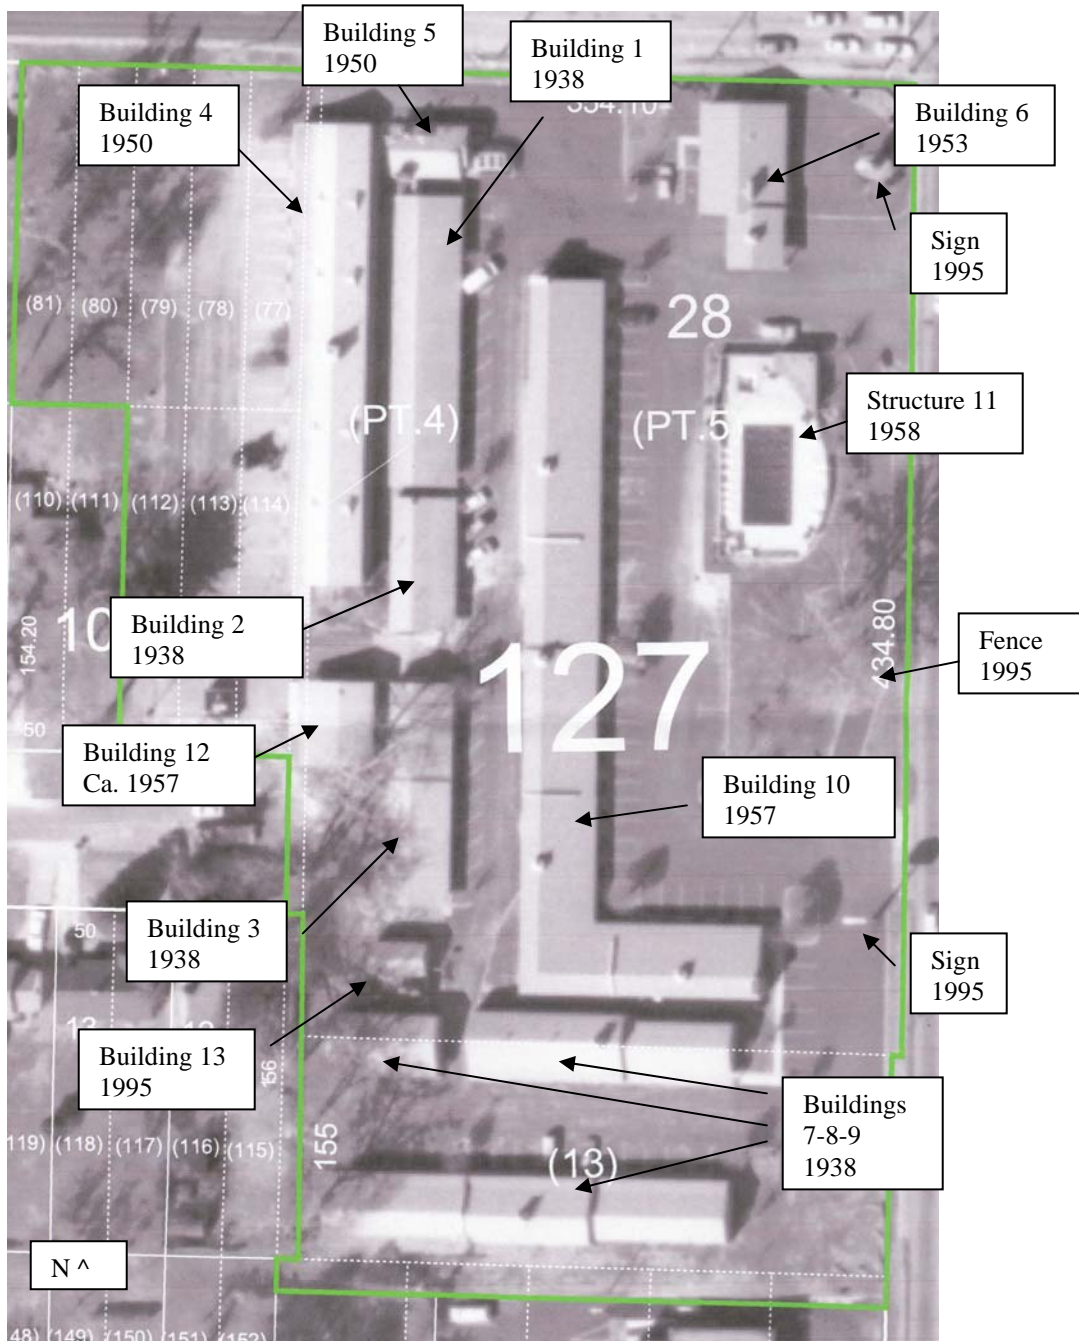 Building 5
1950
Building 1
1938
Building 4
1950
Building 6
1953
Sign
1995
(81) (80) (79) (78) (77)
28
(PT.4)
(PT.5)
Structure 11
1958
(110) (111) (112) (113) (114)
Building 2
1938
154.20
10
127
434.80
Fence
1995
50
Building 12
Ca. 1957
Building 10
1957
Building 3
1938
50
Sign
1995
Building 13
1995
156
155
Buildings
7-8-9
1938
119) (118) (117) (116) (115)
(13)
N ^
48) (149) (150) (151) (152)